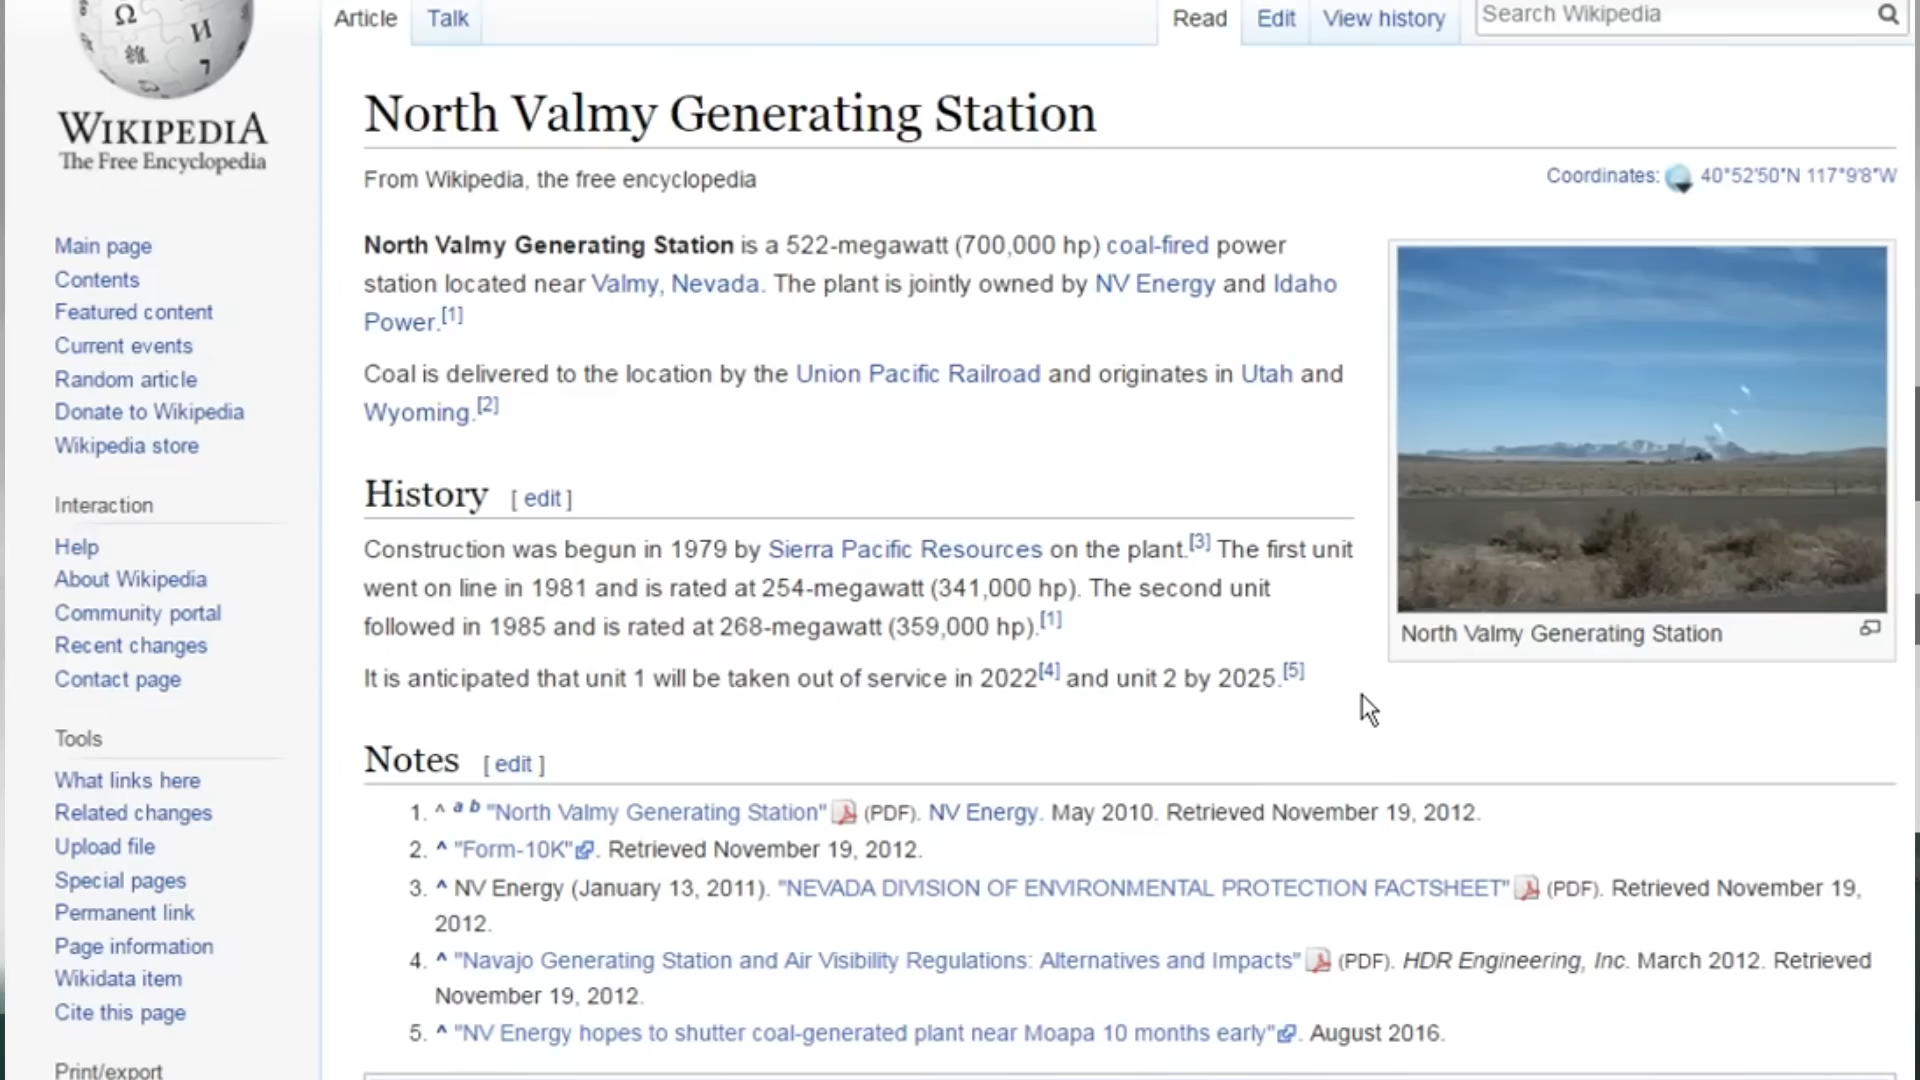 Article Talk Read Edit View history Search Wikipedia
Ω И 維 7
WIKIPEDIA
The Free Encyclopedia
Main page
Contents
Featured content
Current events
Random article
Donate to Wikipedia
Wikipedia store
Interaction
Help
About Wikipedia
Community portal
Recent changes
Contact page
Tools
What links here
Related changes
Upload file
Special pages
Permanent link
Page information
Wikidata item
Cite this page
Print/export
North Valmy Generating Station
From Wikipedia, the free encyclopedia
Coordinates: 40°52'50"N 117°9'8"W
North Valmy Generating Station is a 522-megawatt (700,000 hp) coal-fired power
station located near Valmy, Nevada. The plant is jointly owned by NV Energy and Idaho
Power.[1]
Coal is delivered to the location by the Union Pacific Railroad and originates in Utah and
Wyoming.[2]
North Valmy Generating Station
History [ edit ]
Construction was begun in 1979 by Sierra Pacific Resources on the plant.[3] The first unit
went on line in 1981 and is rated at 254-megawatt (341,000 hp). The second unit
followed in 1985 and is rated at 268-megawatt (359,000 hp).[1]
It is anticipated that unit 1 will be taken out of service in 2022[4] and unit 2 by 2025.[5]
Notes [ edit ]
1. ^ a b "North Valmy Generating Station" (PDF). NV Energy. May 2010. Retrieved November 19, 2012.
2. ^ "Form-10K". Retrieved November 19, 2012.
3. ^ NV Energy (January 13, 2011). "NEVADA DIVISION OF ENVIRONMENTAL PROTECTION FACTSHEET" (PDF). Retrieved November 19,
2012.
4. ^ "Navajo Generating Station and Air Visibility Regulations: Alternatives and Impacts" (PDF). HDR Engineering, Inc. March 2012. Retrieved
November 19, 2012.
5. ^ "NV Energy hopes to shutter coal-generated plant near Moapa 10 months early". August 2016.